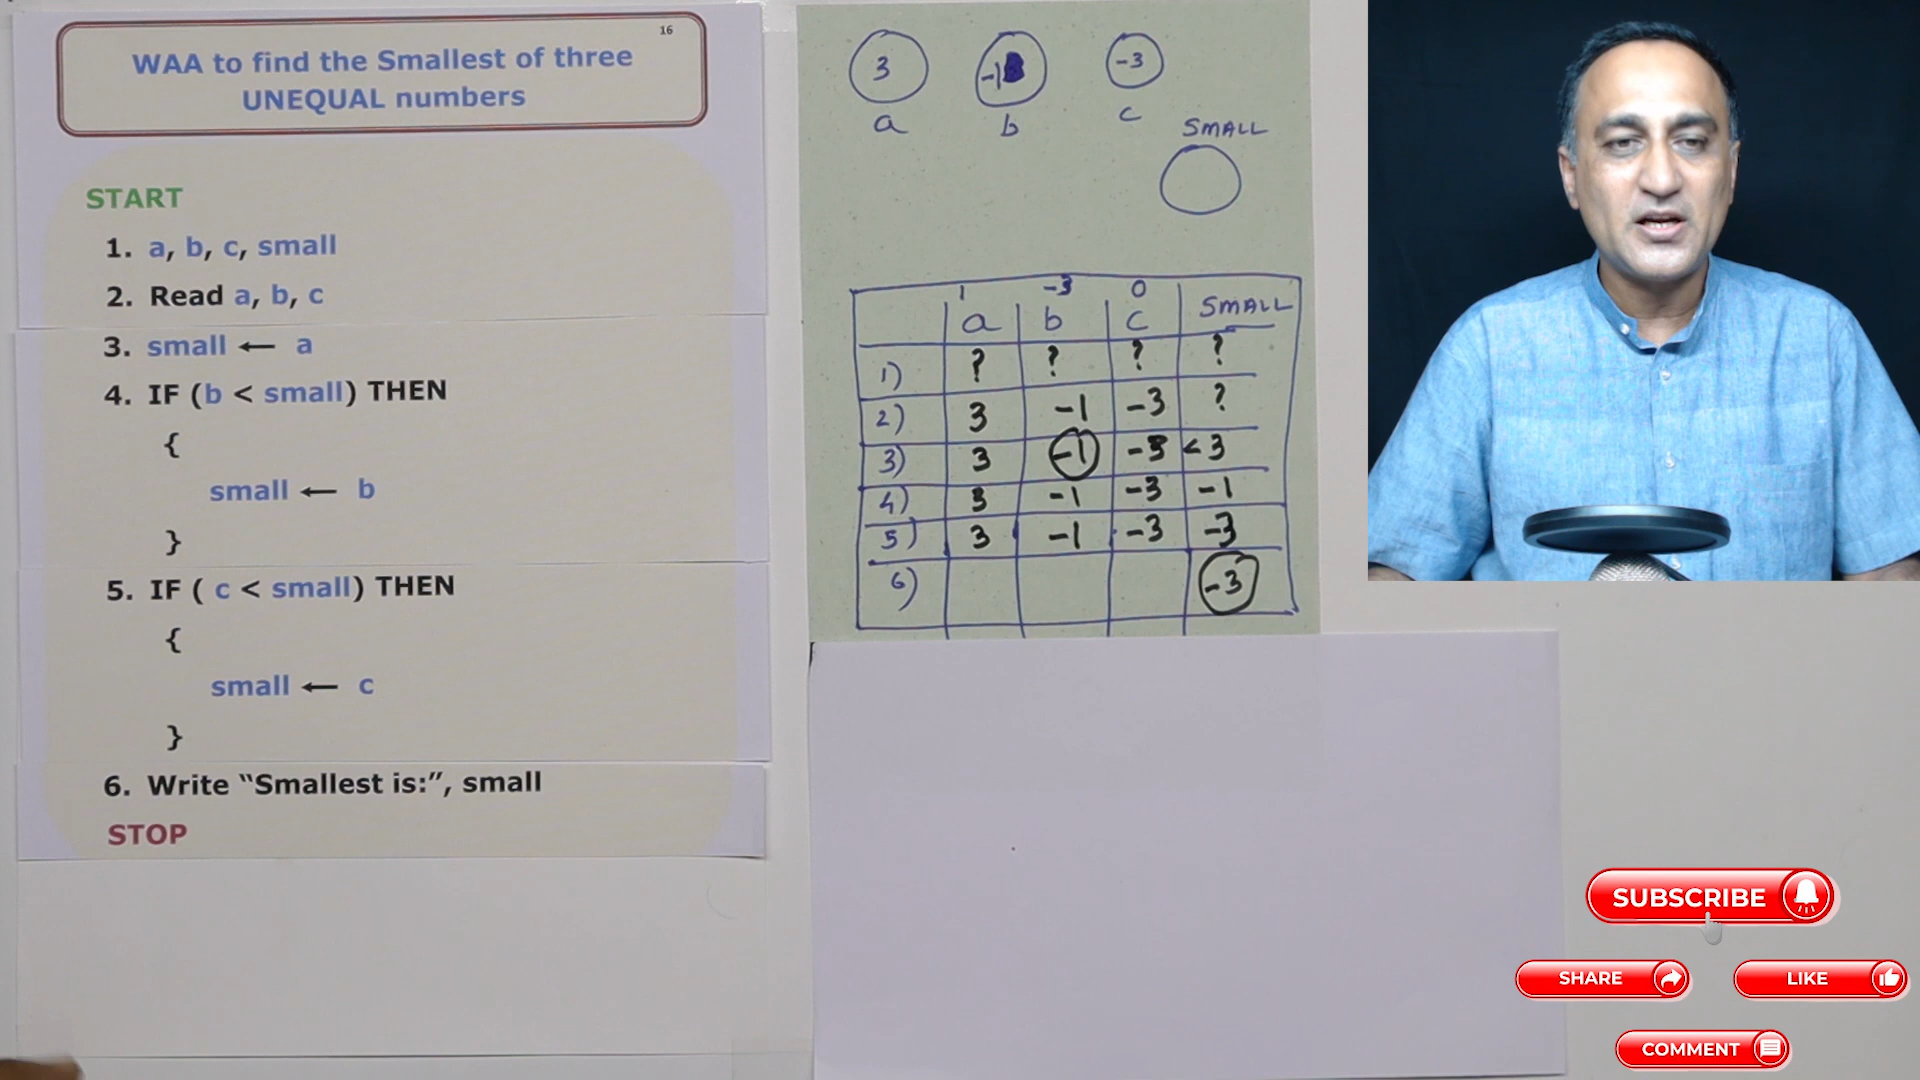 16
WAA to find the Smallest of three
UNEQUAL numbers
START
1. a, b, c, small
2. Read a, b, c
3. small ← a
4. IF (b < small) THEN
{
small ← b
}
5. IF ( c < small) THEN
{
small ← c
}
6. Write “Smallest is:”, small
STOP
3 -1 -3
a b c
SMALL
1 -3 0
a b c SMALL
1) ? ? ? ?
2) 3 -1 -3 ?
3) 3 -1 -3 < 3
4) 3 -1 -3 -1
5) 3 -1 -3 -3
6) -3
SUBSCRIBE
SHARE LIKE
COMMENT